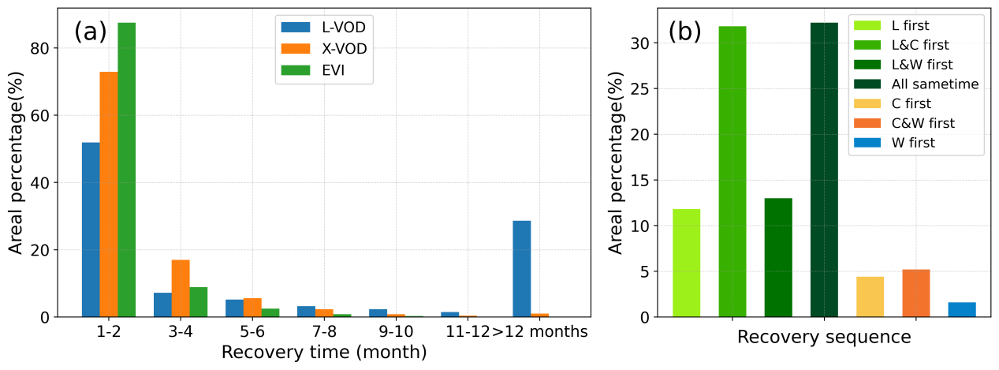 (a)
L-VOD
X-VOD
EVI
Areal percentage(%)
80
60
40
20
0
1-2
3-4
5-6
7-8
9-10
11-12
>12 months
Recovery time (month)
(b)
L first
L&C first
L&W first
All sametime
C first
C&W first
W first
Areal percentage(%)
30
25
20
15
10
5
0
Recovery sequence